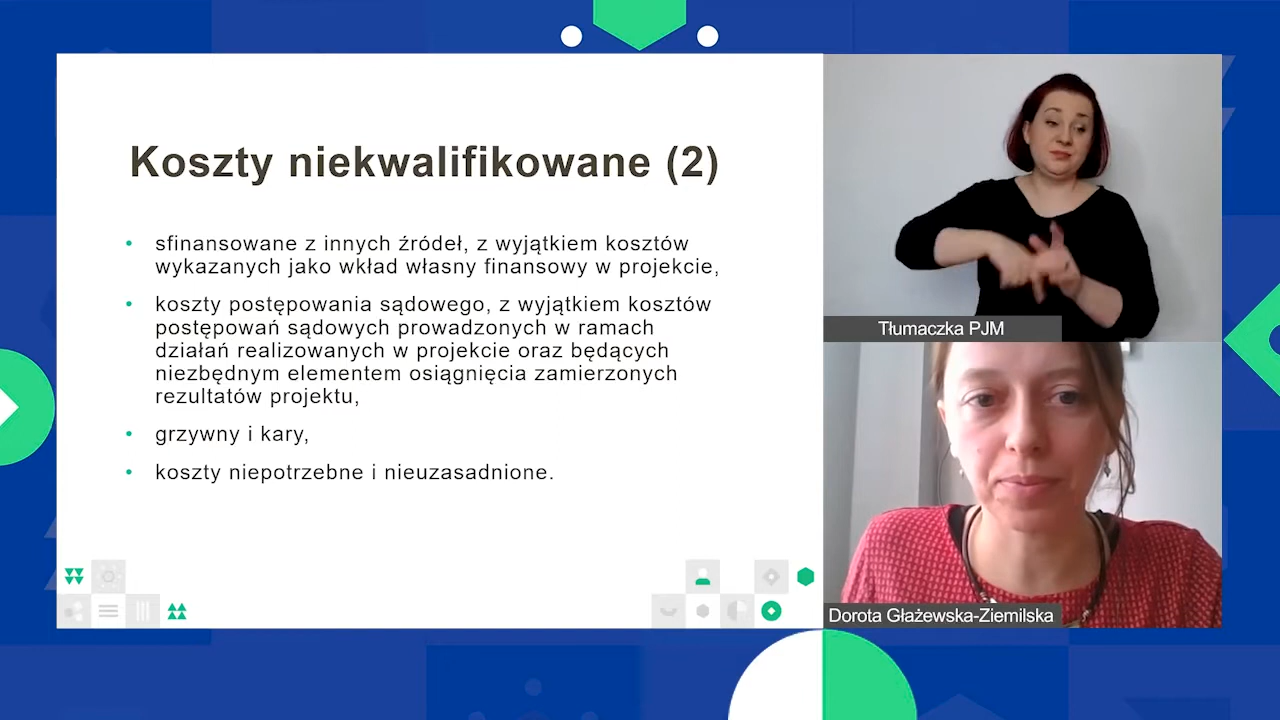 Koszty niekwalifikowane (2)
• sfinansowane z innych źródeł, z wyjątkiem kosztów
wykazanych jako wkład własny finansowy w projekcie,
• koszty postępowania sądowego, z wyjątkiem kosztów
postępowań sądowych prowadzonych w ramach
działań realizowanych w projekcie oraz będących
niezbędnym elementem osiągnięcia zamierzonych
rezultatów projektu,
• grzywny i kary,
• koszty niepotrzebne i nieuzasadnione.
Tłumaczka PJM
Dorota Głażewska-Ziemilska